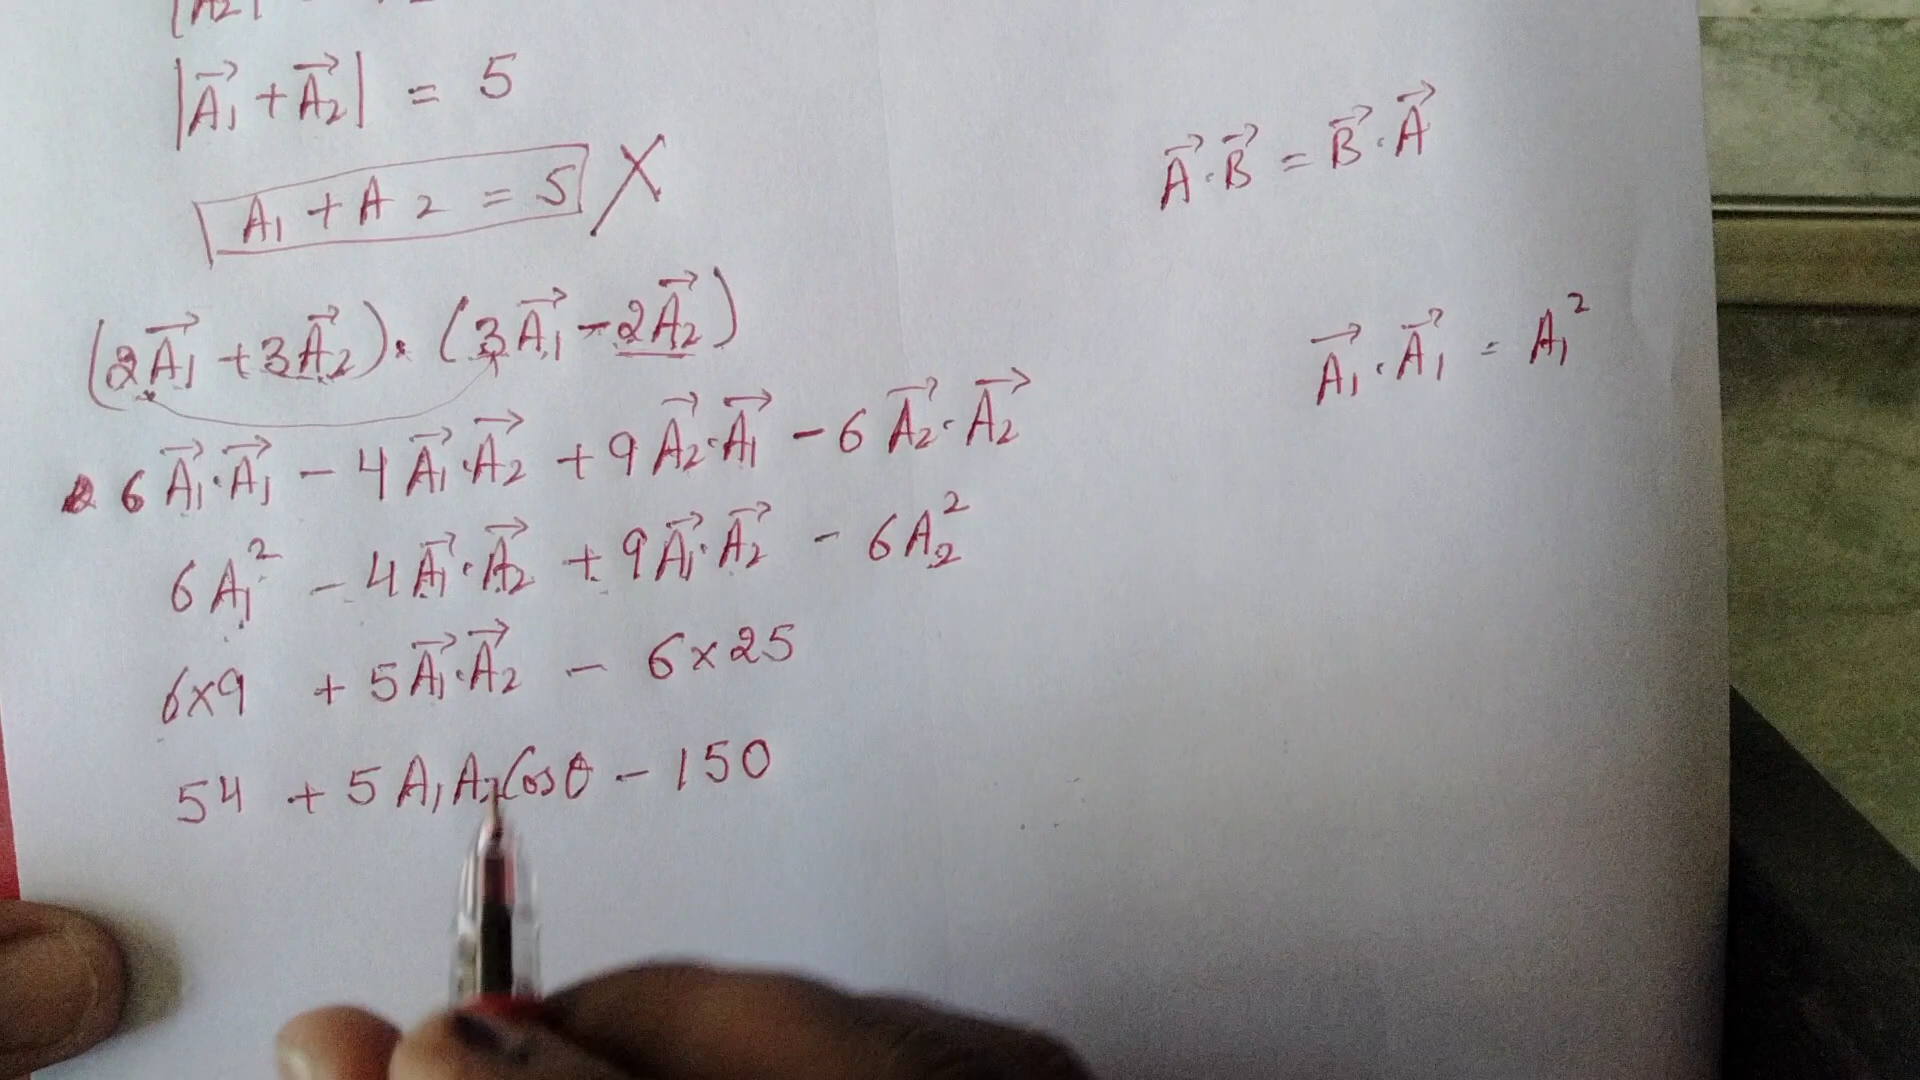 |A⃗₁ + A⃗₂| = 5
A₁ + A₂ = 5 X
A⃗·B⃗ = B⃗·A⃗
(2A⃗₁ + 3A⃗₂)·(3A⃗₁ - 2A⃗₂)
A⃗₁·A⃗₁ = A₁²
6A⃗₁·A⃗₁ - 4A⃗₁·A⃗₂ + 9A⃗₂·A⃗₁ - 6A⃗₂·A⃗₂
6A₁² - 4A⃗₁·A⃗₂ + 9A⃗₁·A⃗₂ - 6A₂²
6×9 + 5A⃗₁·A⃗₂ - 6×25
54 + 5A₁A₂Cosθ - 150